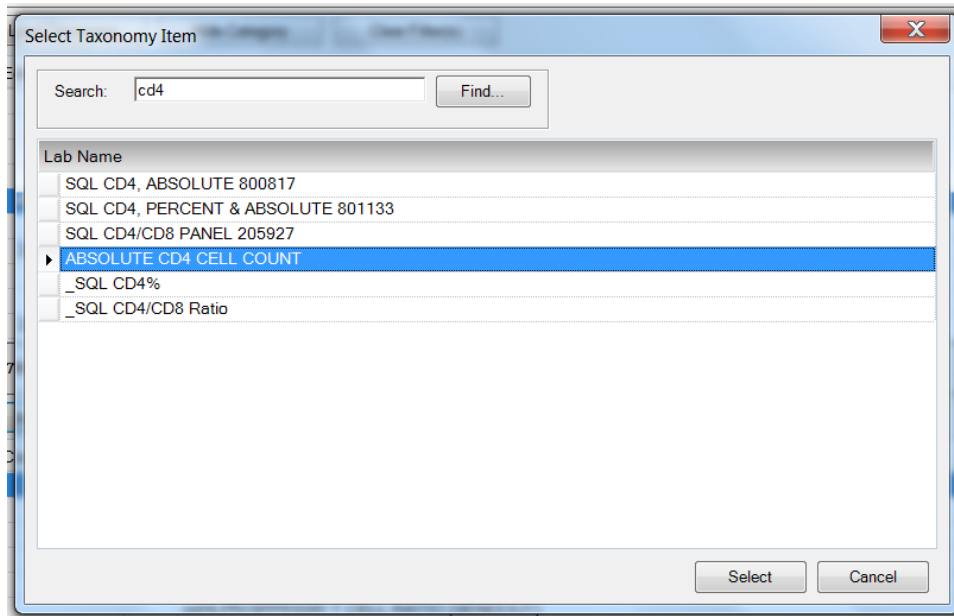 Select Taxonomy Item
Search: cd4 Find...
Lab Name
SQL CD4, ABSOLUTE 800817
SQL CD4, PERCENT & ABSOLUTE 801133
SQL CD4/CD8 PANEL 205927
ABSOLUTE CD4 CELL COUNT
_SQL CD4%
_SQL CD4/CD8 Ratio
Select Cancel